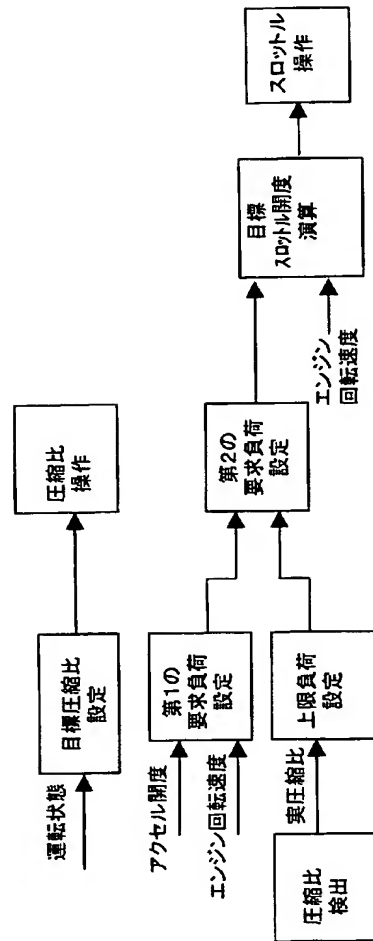 運転状態
目標圧縮比
設定
圧縮比
操作
アクセル開度
エンジン回転速度
第1の
要求負荷
設定
圧縮比
検出
実圧縮比
上限負荷
設定
第2の
要求負荷
設定
エンジン
回転速度
目標
スロットル開度
演算
スロットル
操作